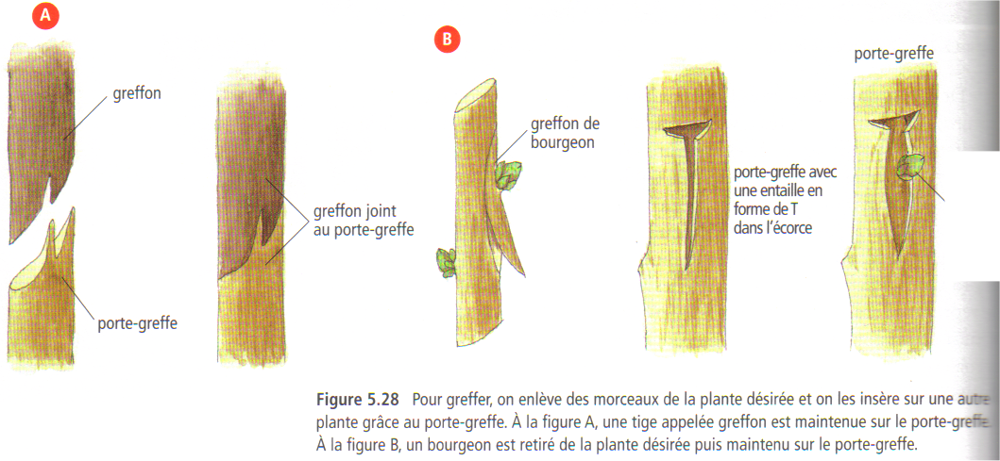 A
greffon
porte-greffe
greffon joint
au porte-greffe
B
greffon de
bourgeon
porte-greffe avec
une entaille en
forme de T
dans l'écorce
porte-greffe
Figure 5.28 Pour greffer, on enlève des morceaux de la plante désirée et on les insère sur une autre
plante grâce au porte-greffe. À la figure A, une tige appelée greffon est maintenue sur le porte-greffe.
À la figure B, un bourgeon est retiré de la plante désirée puis maintenu sur le porte-greffe.